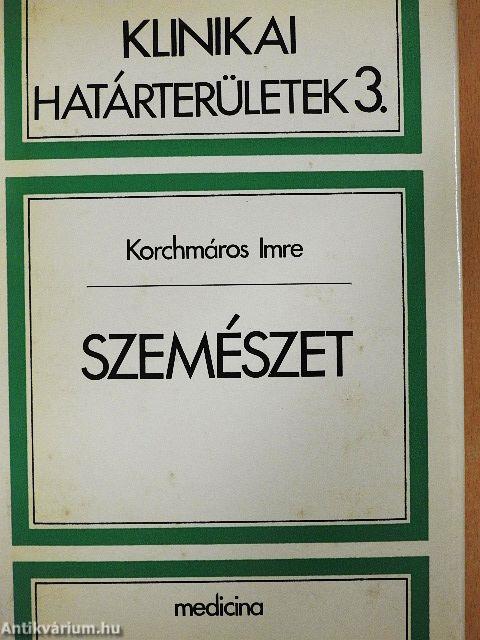 KLINIKAI
HATÁRTERÜLETEK 3.
Korchmáros Imre
SZEMÉSZET
medicina
Antikvárium.hu